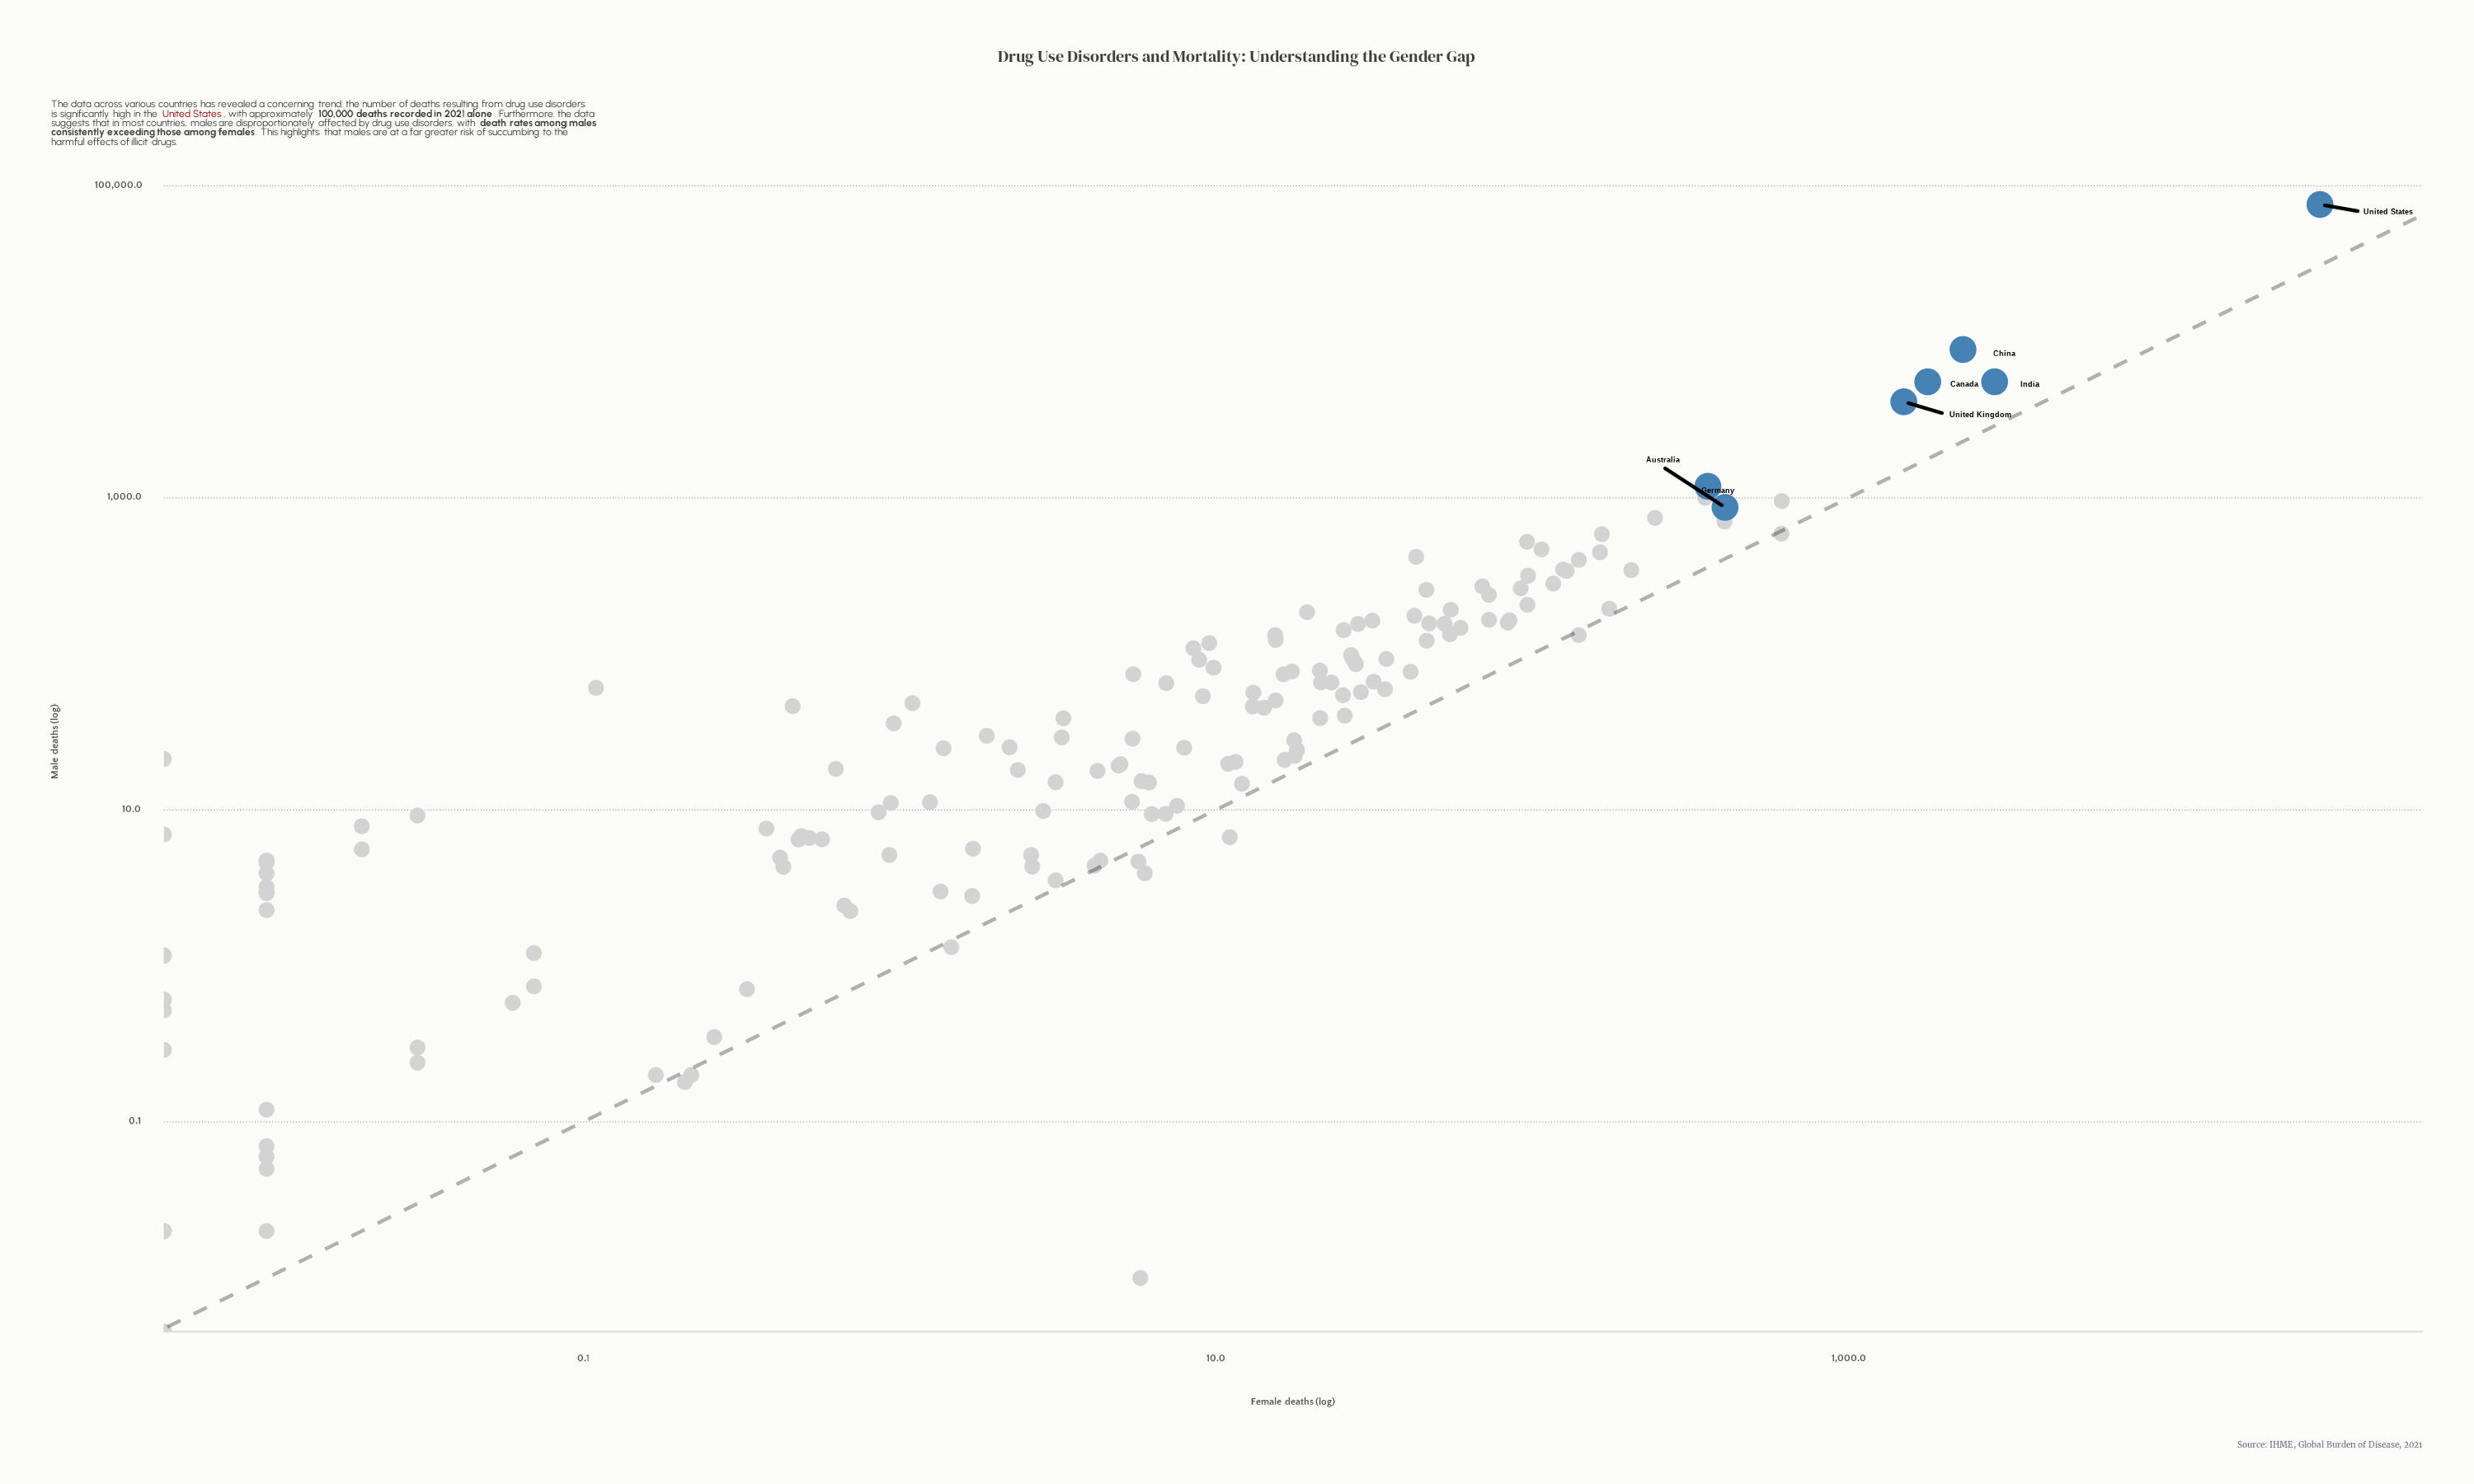 Drug Use Disorders and Mortality: Understanding the Gender Gap
The data across various countries has revealed a concerning trend: the number of deaths resulting from drug use disorders
is significantly high in the United States , with approximately 100,000 deaths recorded in 2021 alone . Furthermore, the data
suggests that in most countries, males are disproportionately affected by drug use disorders, with death rates among males
consistently exceeding those among females . This highlights that males are at a far greater risk of succumbing to the
harmful effects of illicit drugs.
100,000.0
United States
China
Canada
India
United Kingdom
Australia
Germany
1,000.0
Male deaths (log)
10.0
0.1
0.1
10.0
1,000.0
Female deaths (log)
Source: IHME, Global Burden of Disease, 2021